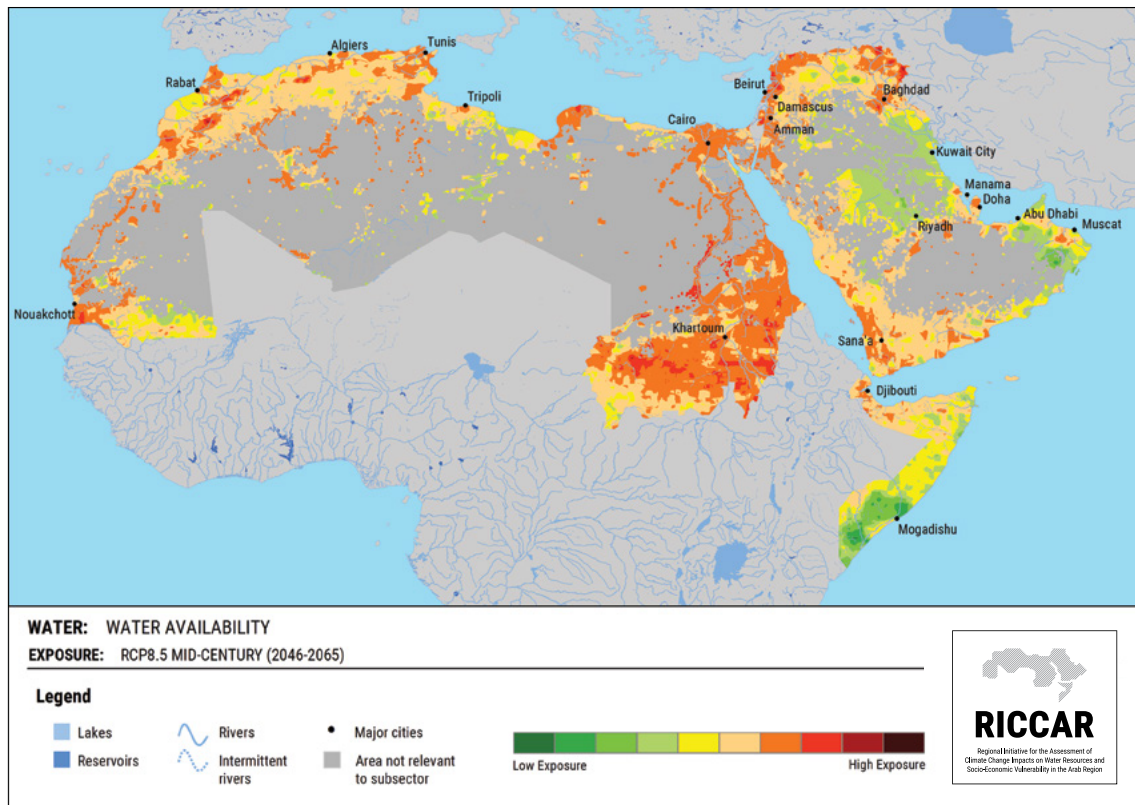 Algiers
Tunis
Rabat
Tripoli
Beirut
Damascus
Baghdad
Cairo
Amman
Kuwait City
Manama
Doha
Abu Dhabi
Muscat
Riyadh
Nouakchott
Khartoum
Sana'a
Djibouti
Mogadishu
WATER: WATER AVAILABILITY
EXPOSURE: RCP8.5 MID-CENTURY (2046-2065)
Legend
Lakes
Reservoirs
Rivers
Intermittent
rivers
Major cities
Area not relevant
to subsector
Low Exposure
High Exposure
RICCAR
Regional Initiative for the Assessment of
Climate Change Impacts on Water Resources and
Socio-Economic Vulnerability in the Arab Region